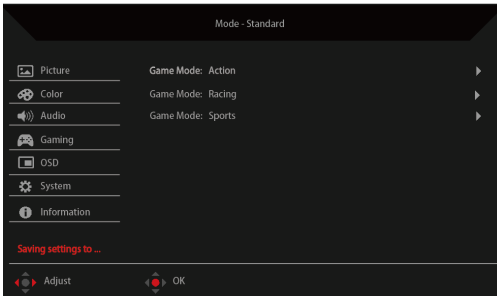 Mode - Standard
Picture
Game Mode: Action
Color
Game Mode: Racing
Audio
Game Mode: Sports
Gaming
OSD
System
Information
Saving settings to ...
Adjust
OK